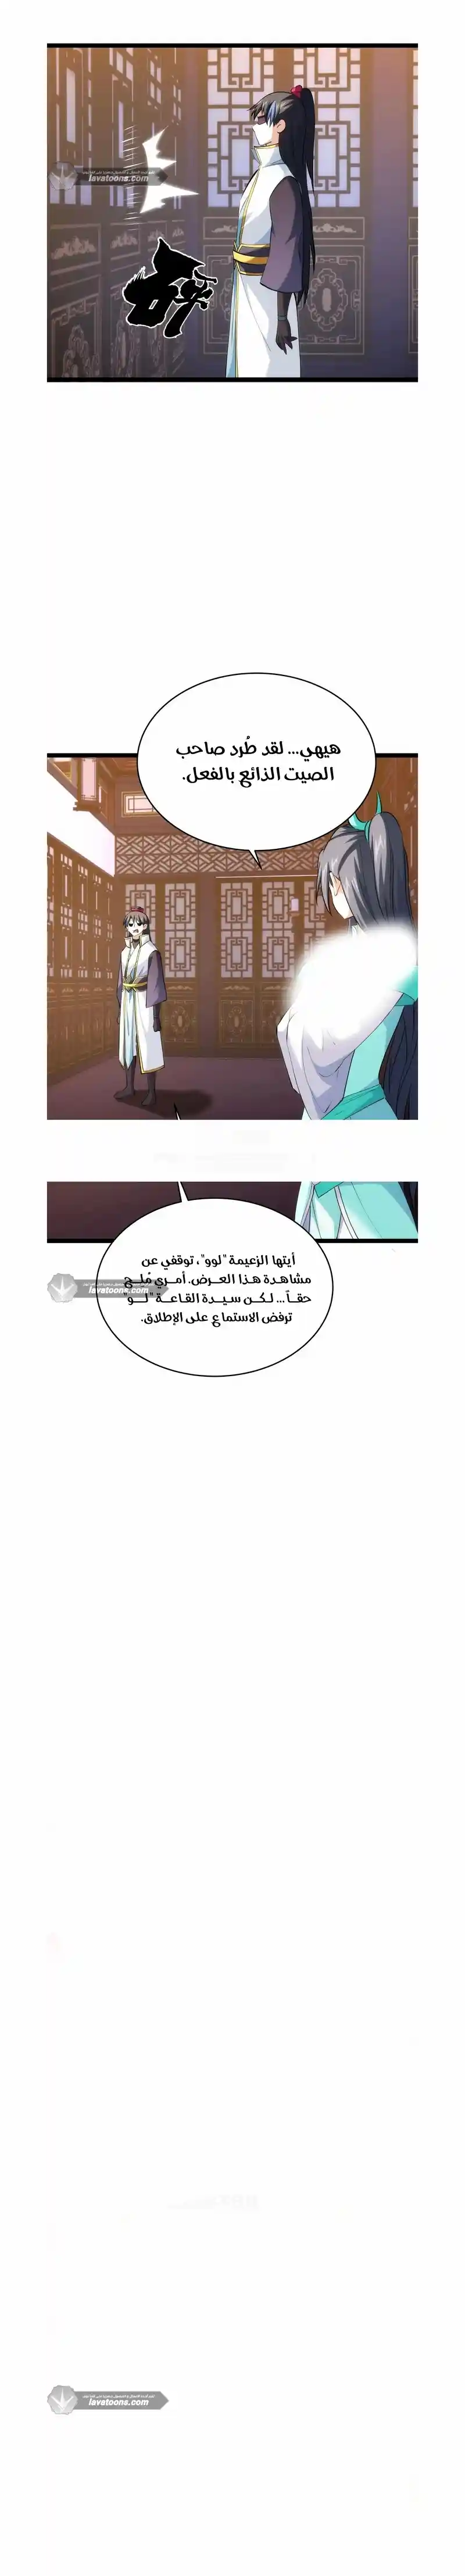 lavatoons.com
هيهي... لقد طُرد صاحب
الصيت الذائع بالفعل.
أيتها الزعيمة "لوو"، توقفي عن
مشاهدة هذا العرض. أمري مُلح
حقاً... لكن سيدة القاعة "لو"
ترفض الاستماع على الإطلاق.
lavatoons.com
lavatoons.com